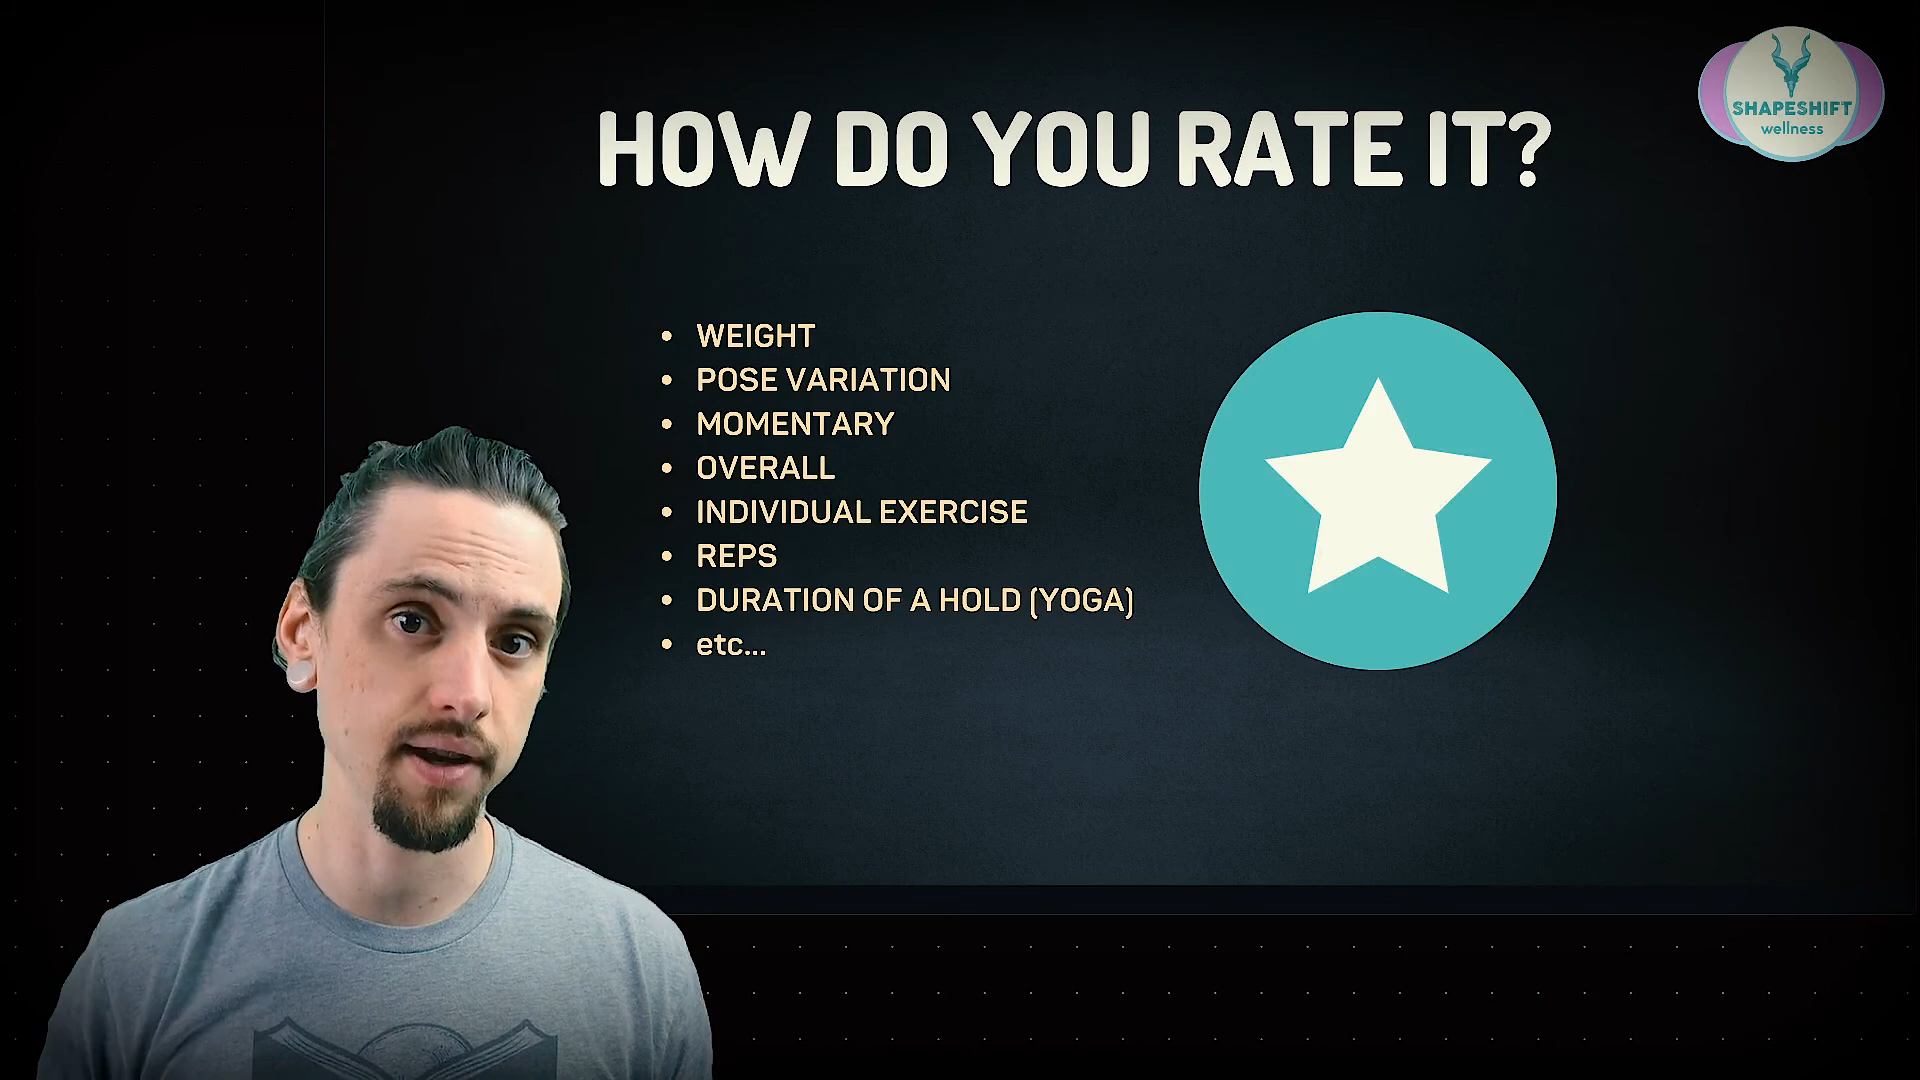 SHAPESHIFT
wellness
HOW DO YOU RATE IT?
• WEIGHT
• POSE VARIATION
• MOMENTARY
• OVERALL
• INDIVIDUAL EXERCISE
• REPS
• DURATION OF A HOLD (YOGA)
• etc...